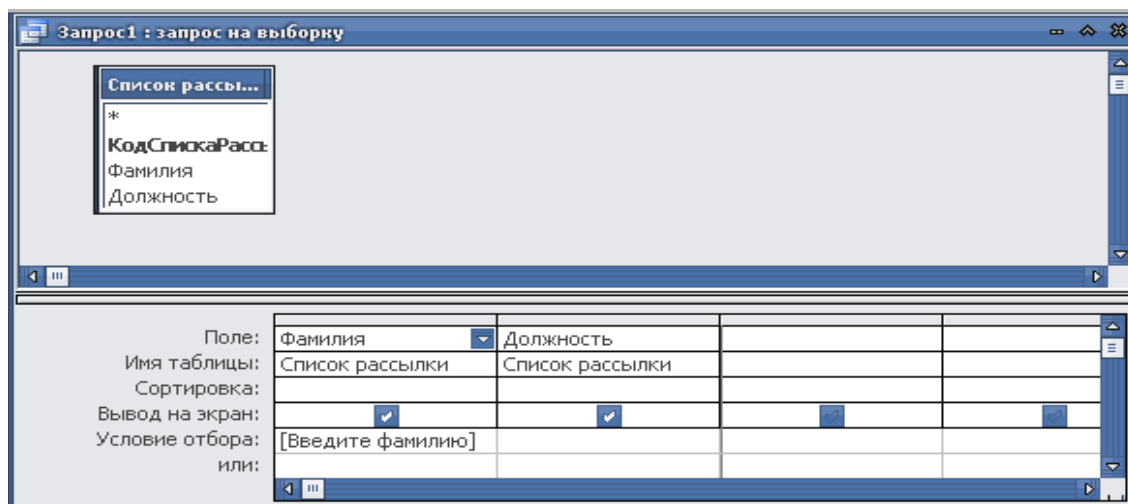 Запрос1 : запрос на выборку
Список рассы...
*
КодСпискаРассь
Фамилия
Должность
Поле: Фамилия Должность
Имя таблицы: Список рассылки Список рассылки
Сортировка:
Вывод на экран:
Условие отбора: [Введите фамилию]
или: